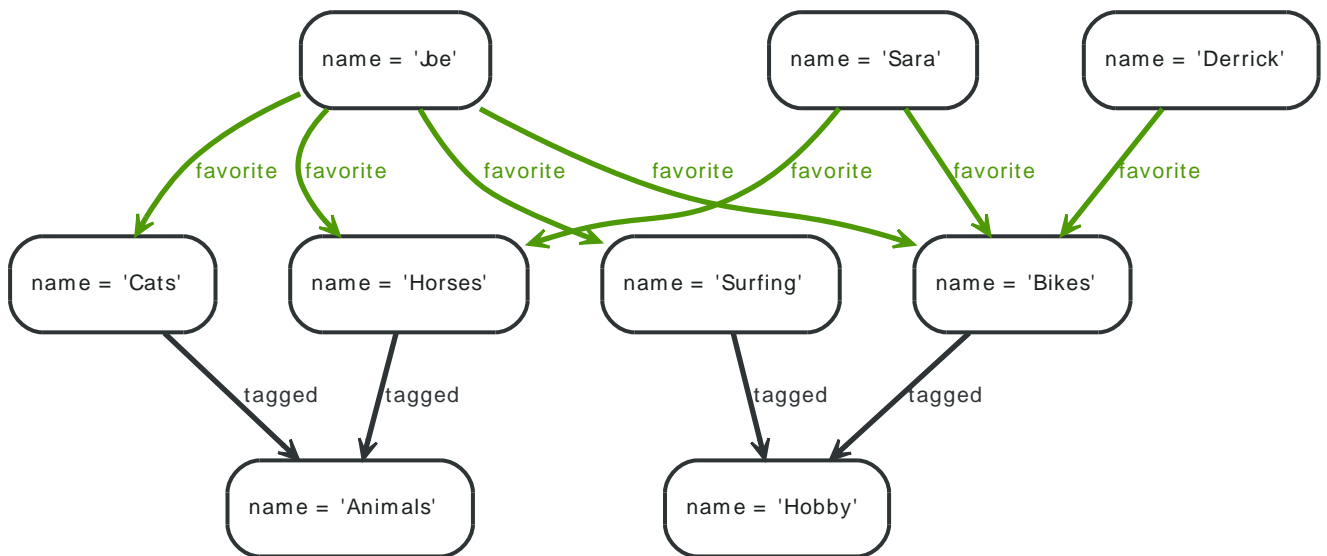 name = 'Joe'
name = 'Sara'
name = 'Derrick'
favorite
favorite
favorite
favorite
favorite
favorite
favorite
name = 'Cats'
name = 'Horses'
name = 'Surfing'
name = 'Bikes'
tagged
tagged
tagged
tagged
name = 'Animals'
name = 'Hobby'